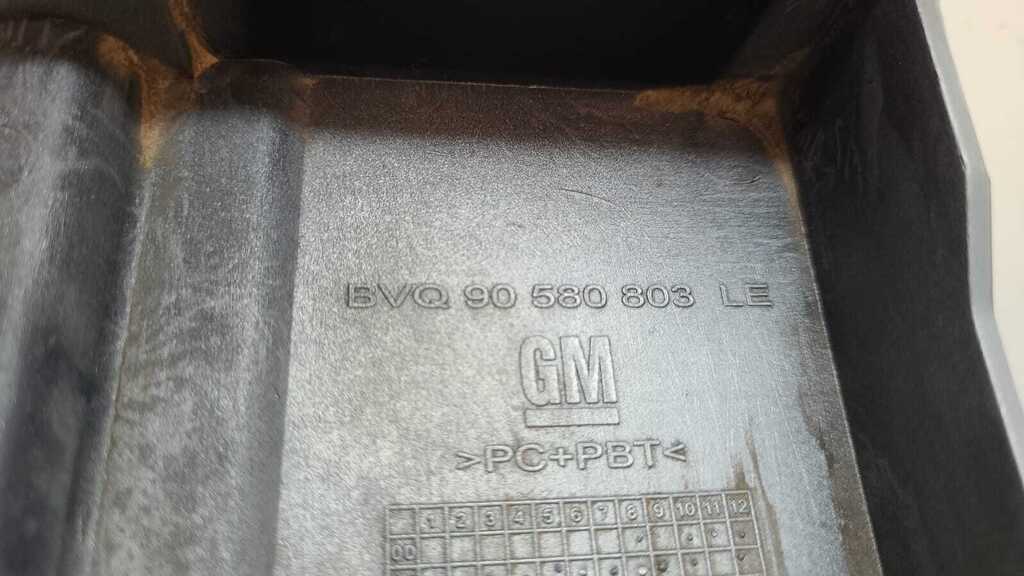 BVQ 90 580 803 LE
GM
>PC+PBT<
1 2 3 4 5 6 7 8 9 10 11 12
00